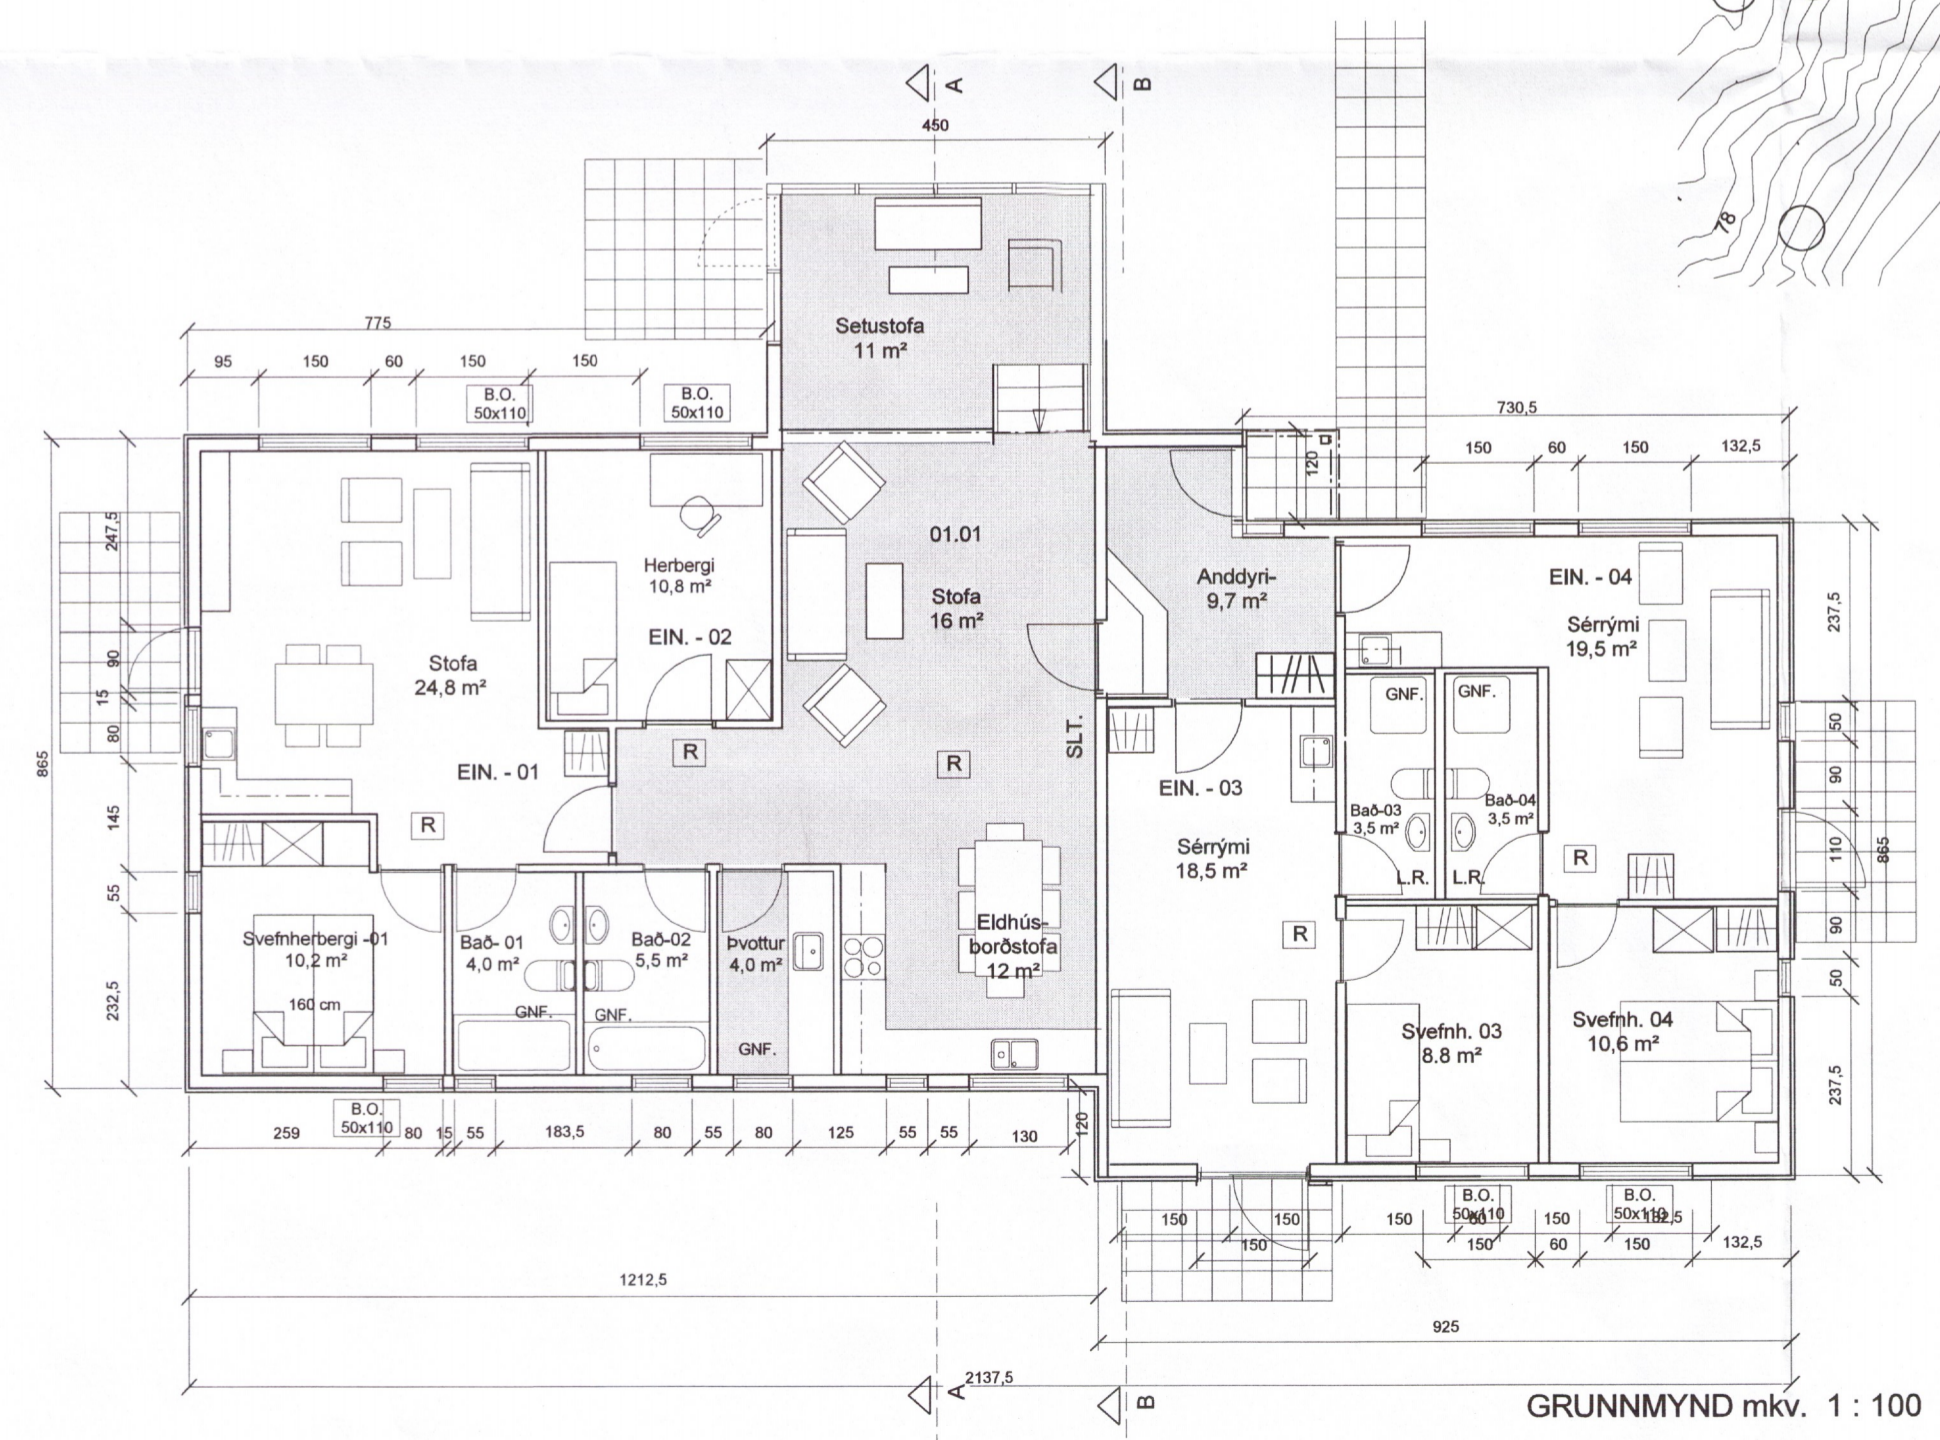 A
B
450
78
Setustofa
11 m²
775
95
150
60
150
150
B.O.
50x110
B.O.
50x110
730,5
150
60
150
132,5
120
865
247,5
90
15
80
145
55
232,5
Stofa
24,8 m²
EIN. - 01
R
Herbergi
10,8 m²
EIN. - 02
R
01.01
Stofa
16 m²
R
SLT.
Anddyri-
9,7 m²
EIN. - 04
Sérrými
19,5 m²
237,5
50
90
110
865
90
50
237,5
GNF.
GNF.
EIN. - 03
Bað-03
3,5 m²
Bað-04
3,5 m²
L.R.
L.R.
R
Sérrými
18,5 m²
R
Svefnherbergi -01
10,2 m²
160 cm
Bað- 01
4,0 m²
GNF.
Bað-02
5,5 m²
GNF.
Þvottur
4,0 m²
GNF.
Eldhús-
borðstofa
12 m²
Svefnh. 03
8.8 m²
Svefnh. 04
10,6 m²
B.O.
50x110
259
80
15
55
183,5
80
55
80
125
55
55
130
120
B.O.
50x110
B.O.
50x110
150
150
150
60
150
132,5
150
150
60
150
132,5
1212,5
925
2137,5
A
B
GRUNNMYND mkv. 1 : 100